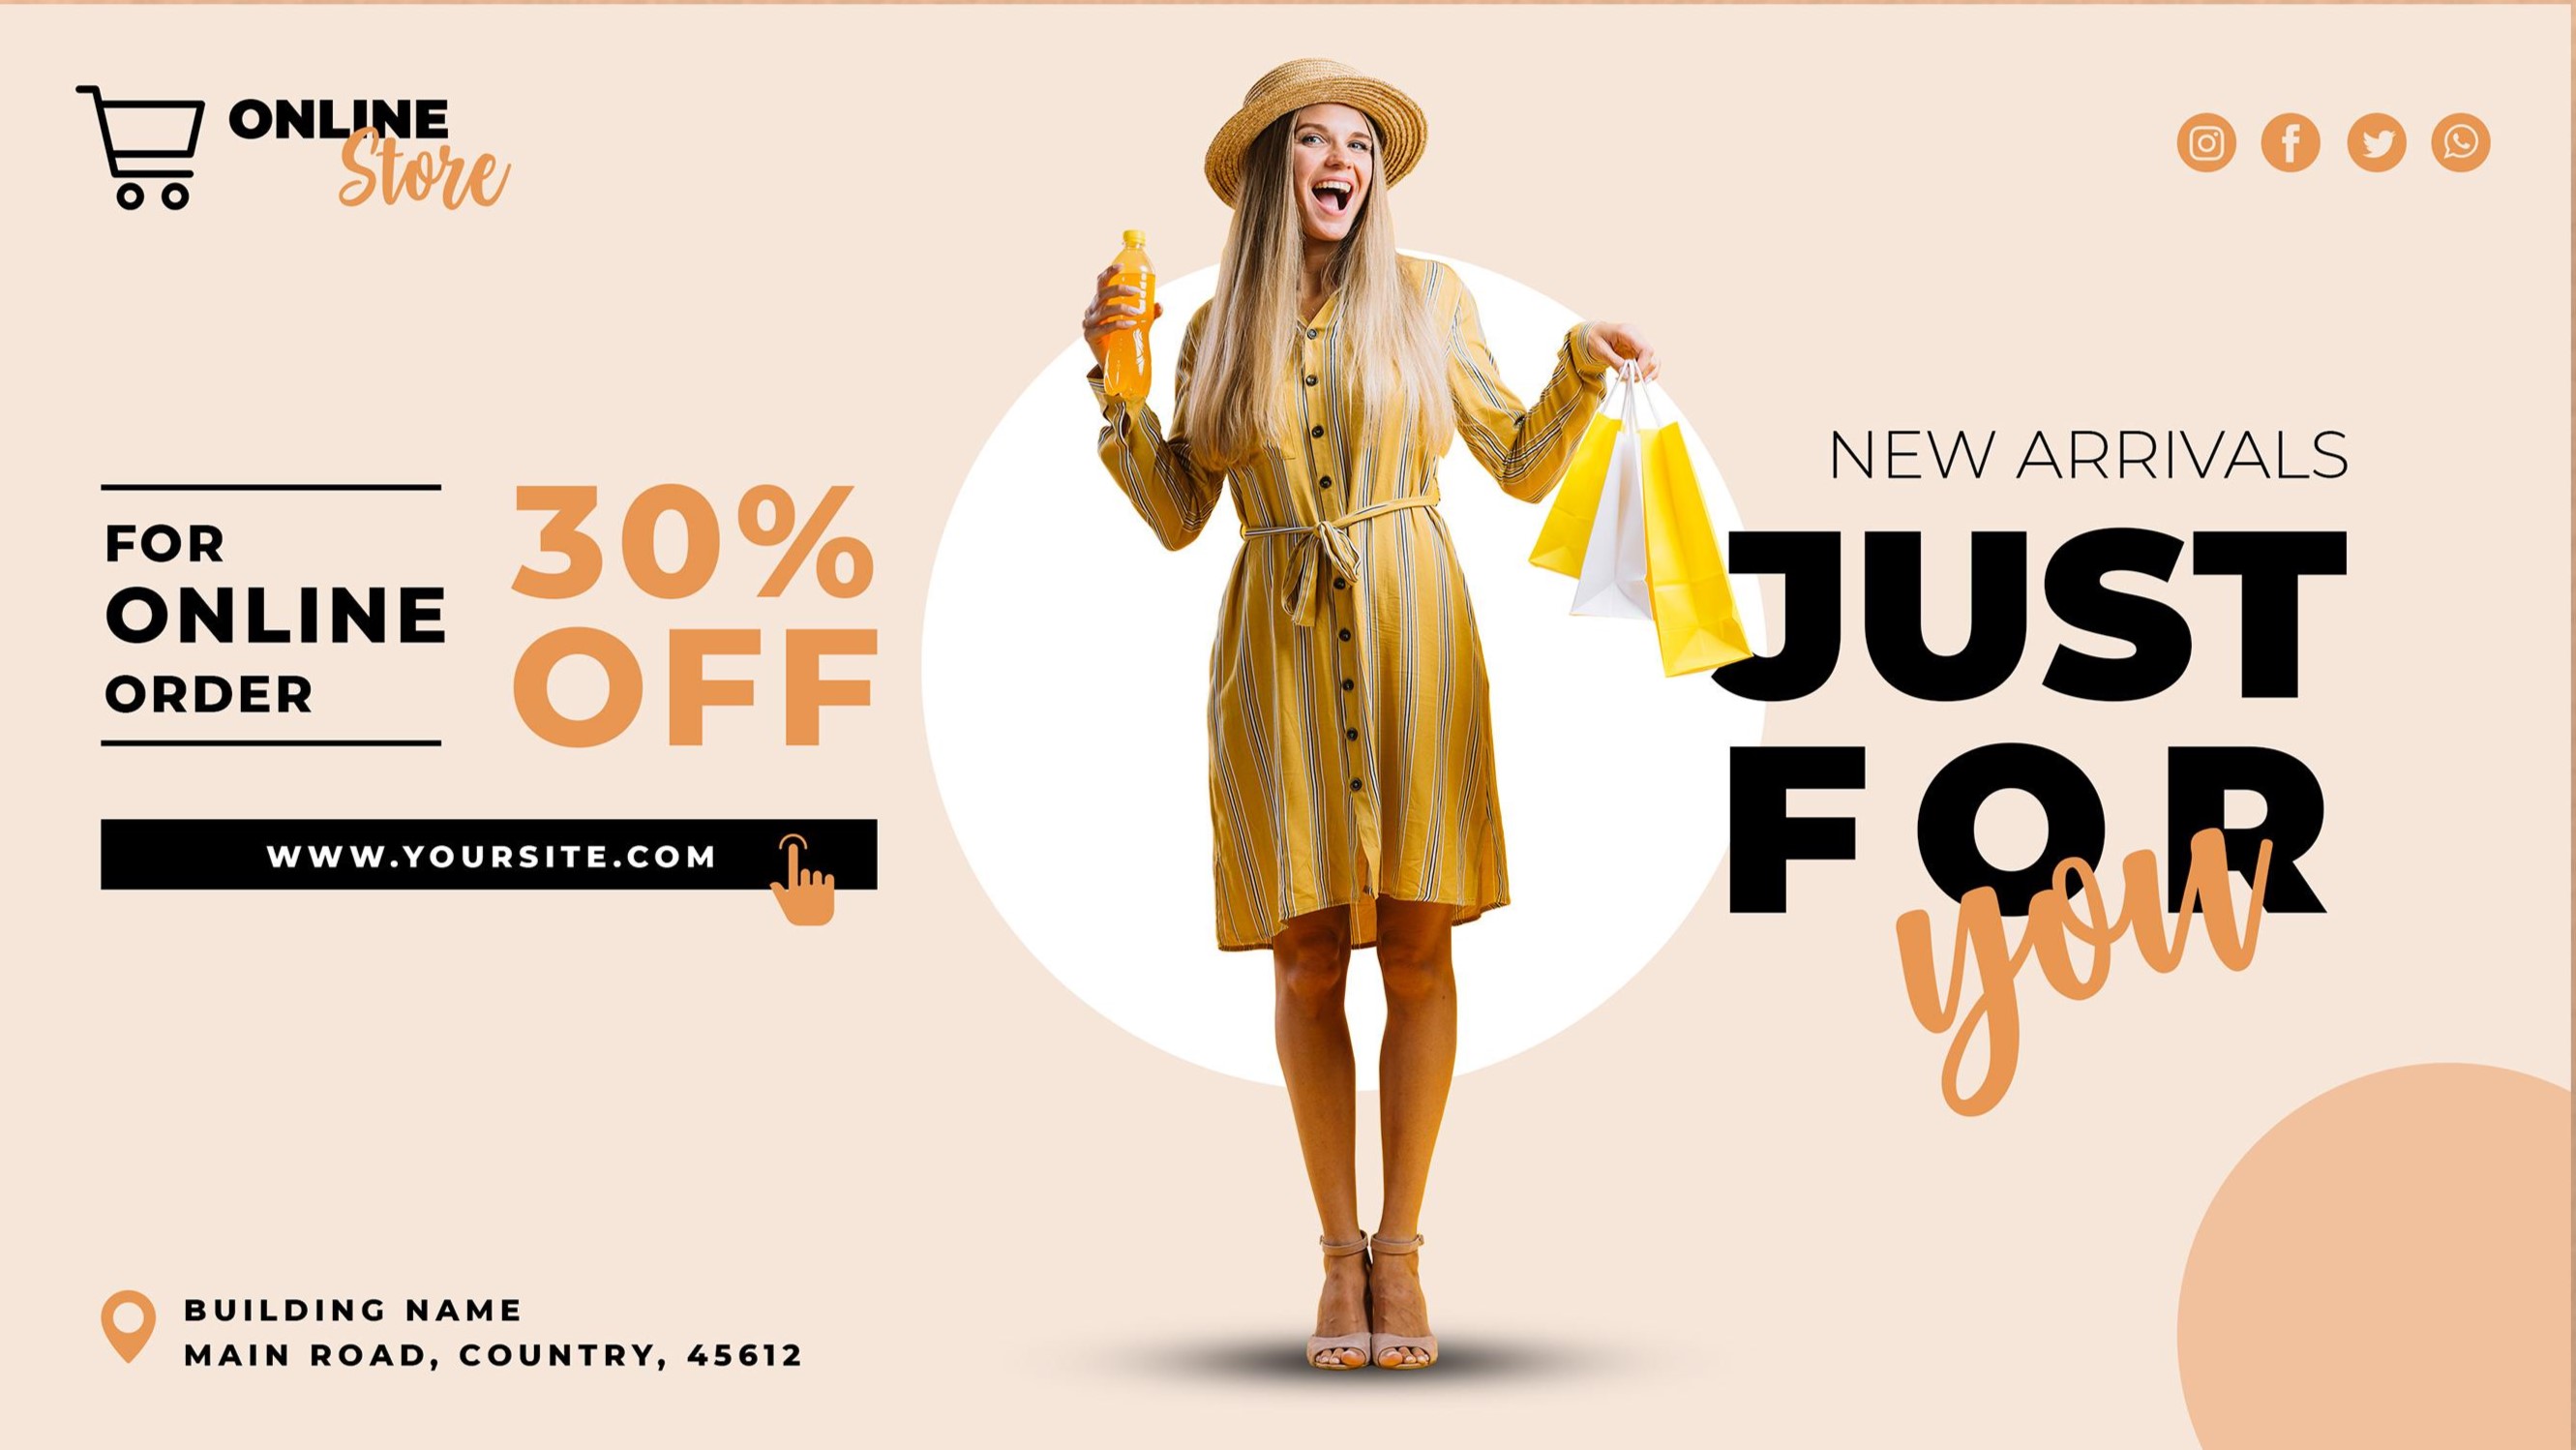 ONLINE
Store
NEW ARRIVALS
JUST
FOR
you
FOR
ONLINE
ORDER
30%
OFF
WWW.YOURSITE.COM
BUILDING NAME
MAIN ROAD, COUNTRY, 45612